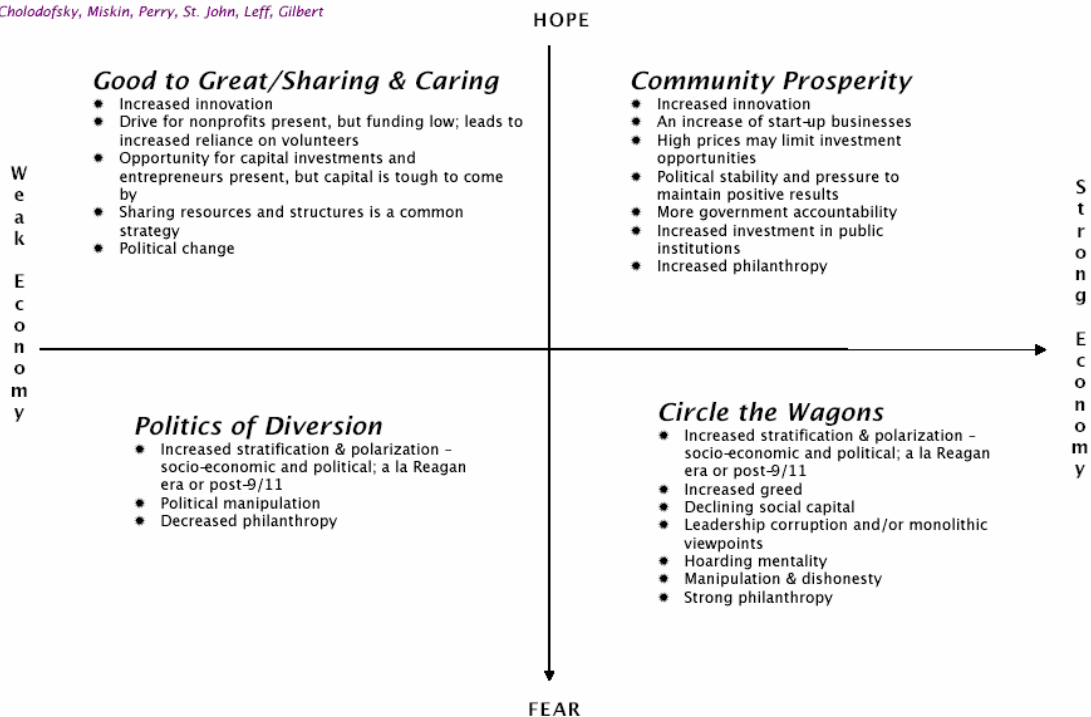 Cholodofsky, Miskin, Perry, St. John, Leff, Gilbert
HOPE
Good to Great/Sharing & Caring
Increased innovation
Drive for nonprofits present, but funding low; leads to
increased reliance on volunteers
Opportunity for capital investments and
entrepreneurs present, but capital is tough to come
by
Sharing resources and structures is a common
strategy
Political change
Community Prosperity
Increased innovation
An increase of start-up businesses
High prices may limit investment
opportunities
Political stability and pressure to
maintain positive results
More government accountability
Increased investment in public
institutions
Increased philanthropy
Weak Economy
Strong Economy
Politics of Diversion
Increased stratification & polarization –
socio-economic and political; a la Reagan
era or post-9/11
Political manipulation
Decreased philanthropy
Circle the Wagons
Increased stratification & polarization –
socio-economic and political; a la Reagan
era or post-9/11
Increased greed
Declining social capital
Leadership corruption and/or monolithic
viewpoints
Hoarding mentality
Manipulation & dishonesty
Strong philanthropy
FEAR